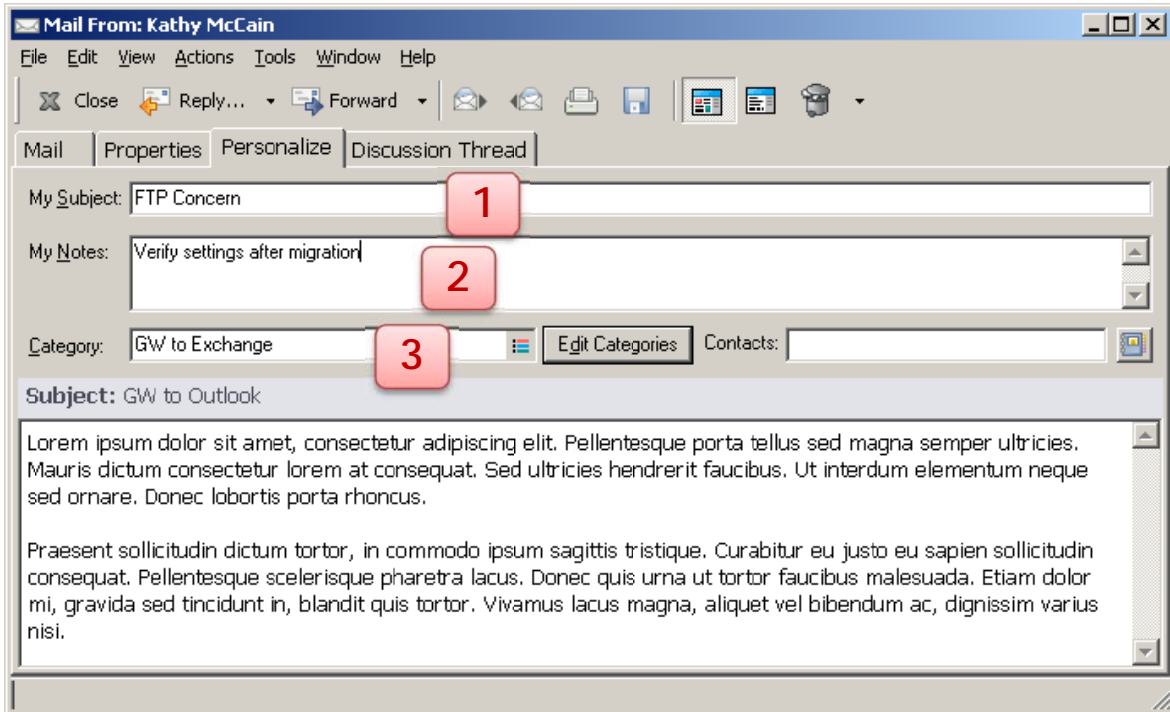 Mail From: Kathy McCain
File Edit View Actions Tools Window Help
Close Reply... Forward
Mail Properties Personalize Discussion Thread
My Subject: FTP Concern 1
My Notes: Verify settings after migration 2
Category: GW to Exchange 3 Edit Categories Contacts:
Subject: GW to Outlook
Lorem ipsum dolor sit amet, consectetur adipiscing elit. Pellentesque porta tellus sed magna semper ultricies.
Mauris dictum consectetur lorem at consequat. Sed ultricies hendrerit faucibus. Ut interdum elementum neque
sed ornare. Donec lobortis porta rhoncus.
Praesent sollicitudin dictum tortor, in commodo ipsum sagittis tristique. Curabitur eu justo eu sapien sollicitudin
consequat. Pellentesque scelerisque pharetra lacus. Donec quis urna ut tortor faucibus malesuada. Etiam dolor
mi, gravida sed tincidunt in, blandit quis tortor. Vivamus lacus magna, aliquet vel bibendum ac, dignissim varius
nisi.